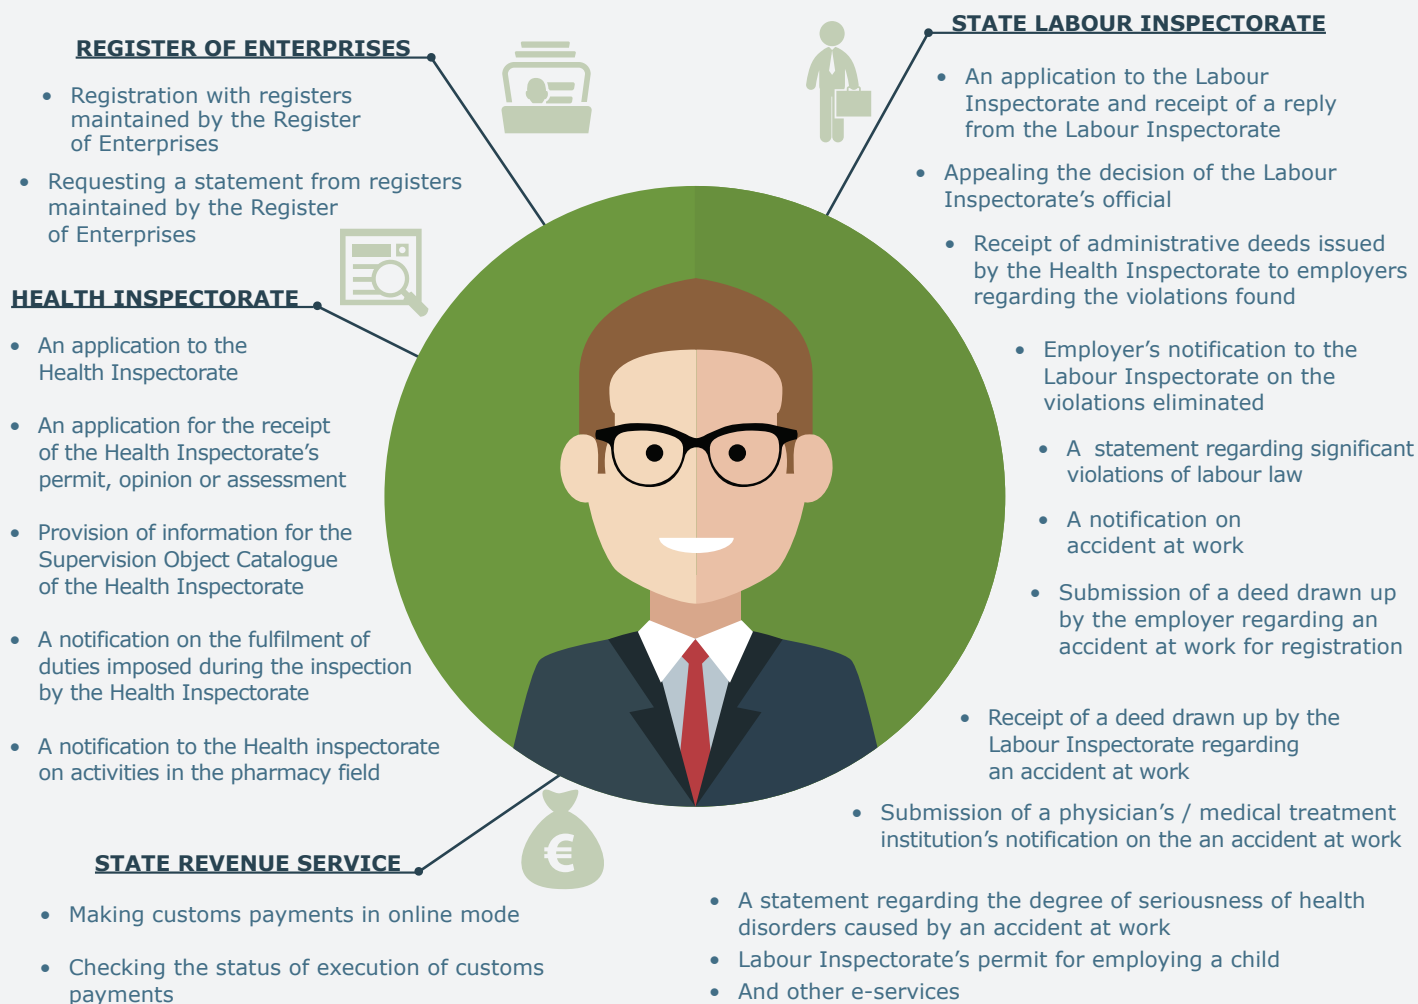 REGISTER OF ENTERPRISES
• Registration with registers
maintained by the Register
of Enterprises
• Requesting a statement from registers
maintained by the Register
of Enterprises
HEALTH INSPECTORATE
• An application to the
Health Inspectorate
• An application for the receipt
of the Health Inspectorate’s
permit, opinion or assessment
• Provision of information for the
Supervision Object Catalogue
of the Health Inspectorate
• A notification on the fulfilment of
duties imposed during the inspection
by the Health Inspectorate
• A notification to the Health inspectorate
on activities in the pharmacy field
€
STATE REVENUE SERVICE
• Making customs payments in online mode
• Checking the status of execution of customs
payments
STATE LABOUR INSPECTORATE
• An application to the Labour
Inspectorate and receipt of a reply
from the Labour Inspectorate
• Appealing the decision of the Labour
Inspectorate’s official
• Receipt of administrative deeds issued
by the Health Inspectorate to employers
regarding the violations found
• Employer’s notification to the
Labour Inspectorate on the
violations eliminated
• A statement regarding significant
violations of labour law
• A notification on
accident at work
• Submission of a deed drawn up
by the employer regarding an
accident at work for registration
• Receipt of a deed drawn up by the
Labour Inspectorate regarding
an accident at work
• Submission of a physician’s / medical treatment
institution’s notification on the an accident at work
• A statement regarding the degree of seriousness of health
disorders caused by an accident at work
• Labour Inspectorate’s permit for employing a child
• And other e-services